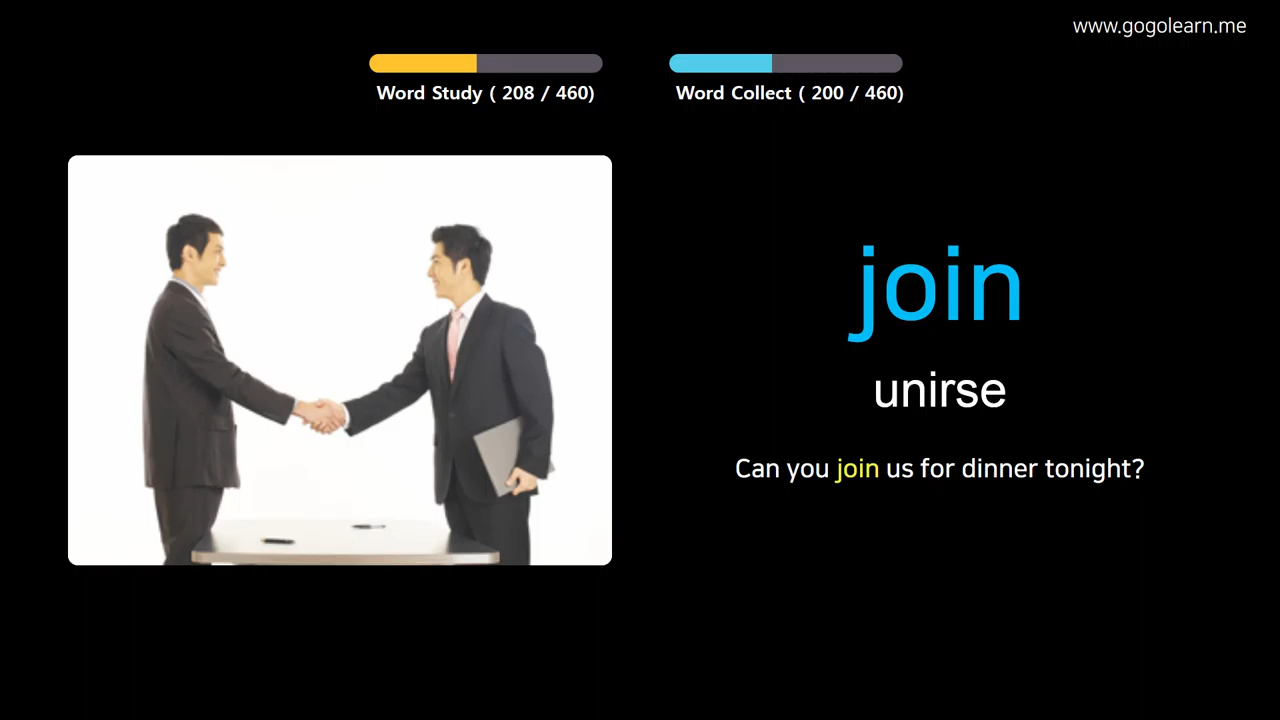 www.gogolearn.me
Word Study ( 208 / 460)
Word Collect ( 200 / 460)
join
unirse
Can you join us for dinner tonight?